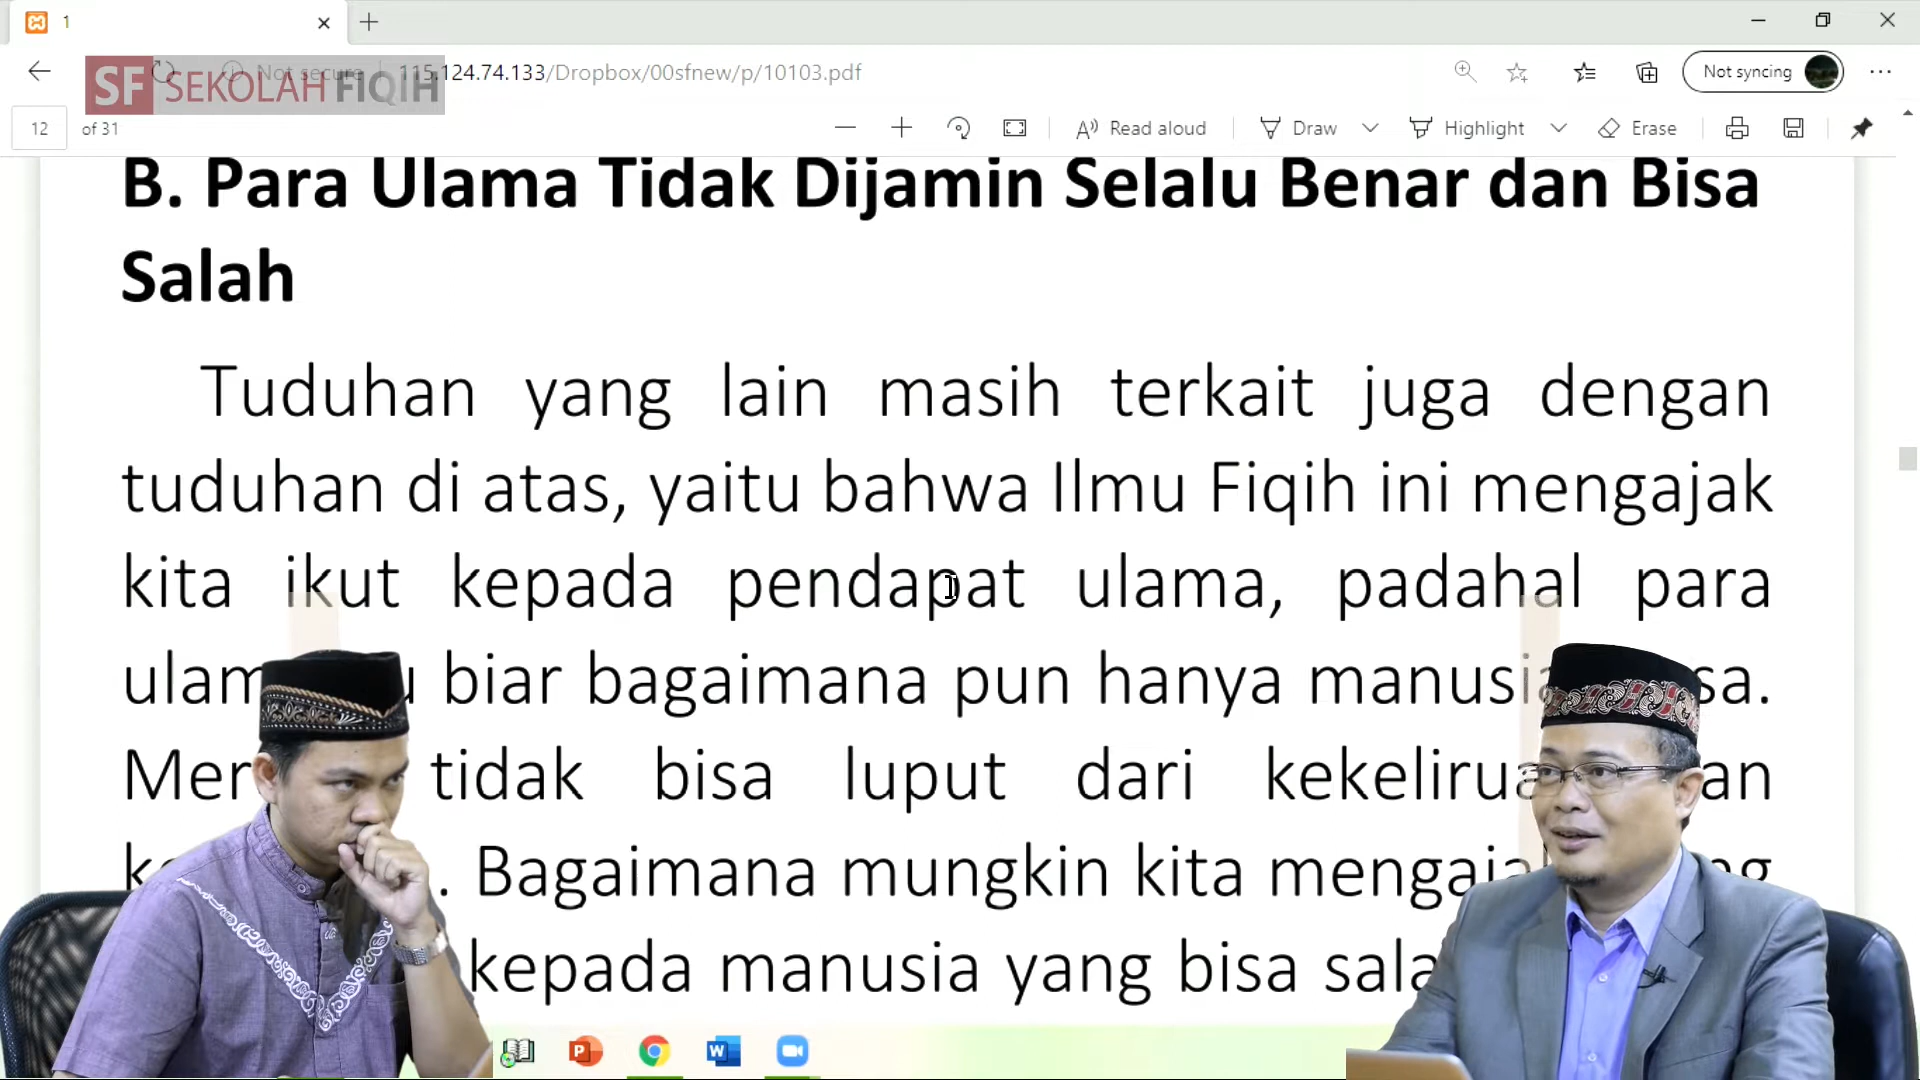 1
SF SEKOLAH FIQIH
Not secure 115.124.74.133/Dropbox/00sfnew/p/10103.pdf
Not syncing
12 of 31
Read aloud Draw Highlight Erase
B. Para Ulama Tidak Dijamin Selalu Benar dan Bisa
Salah
Tuduhan yang lain masih terkait juga dengan
tuduhan di atas, yaitu bahwa Ilmu Fiqih ini mengajak
kita ikut kepada pendapat ulama, padahal para
biar bagaimana pun hanya manusia
tidak bisa luput dari
Bagaimana mungkin kita
kepada manusia yang bisa